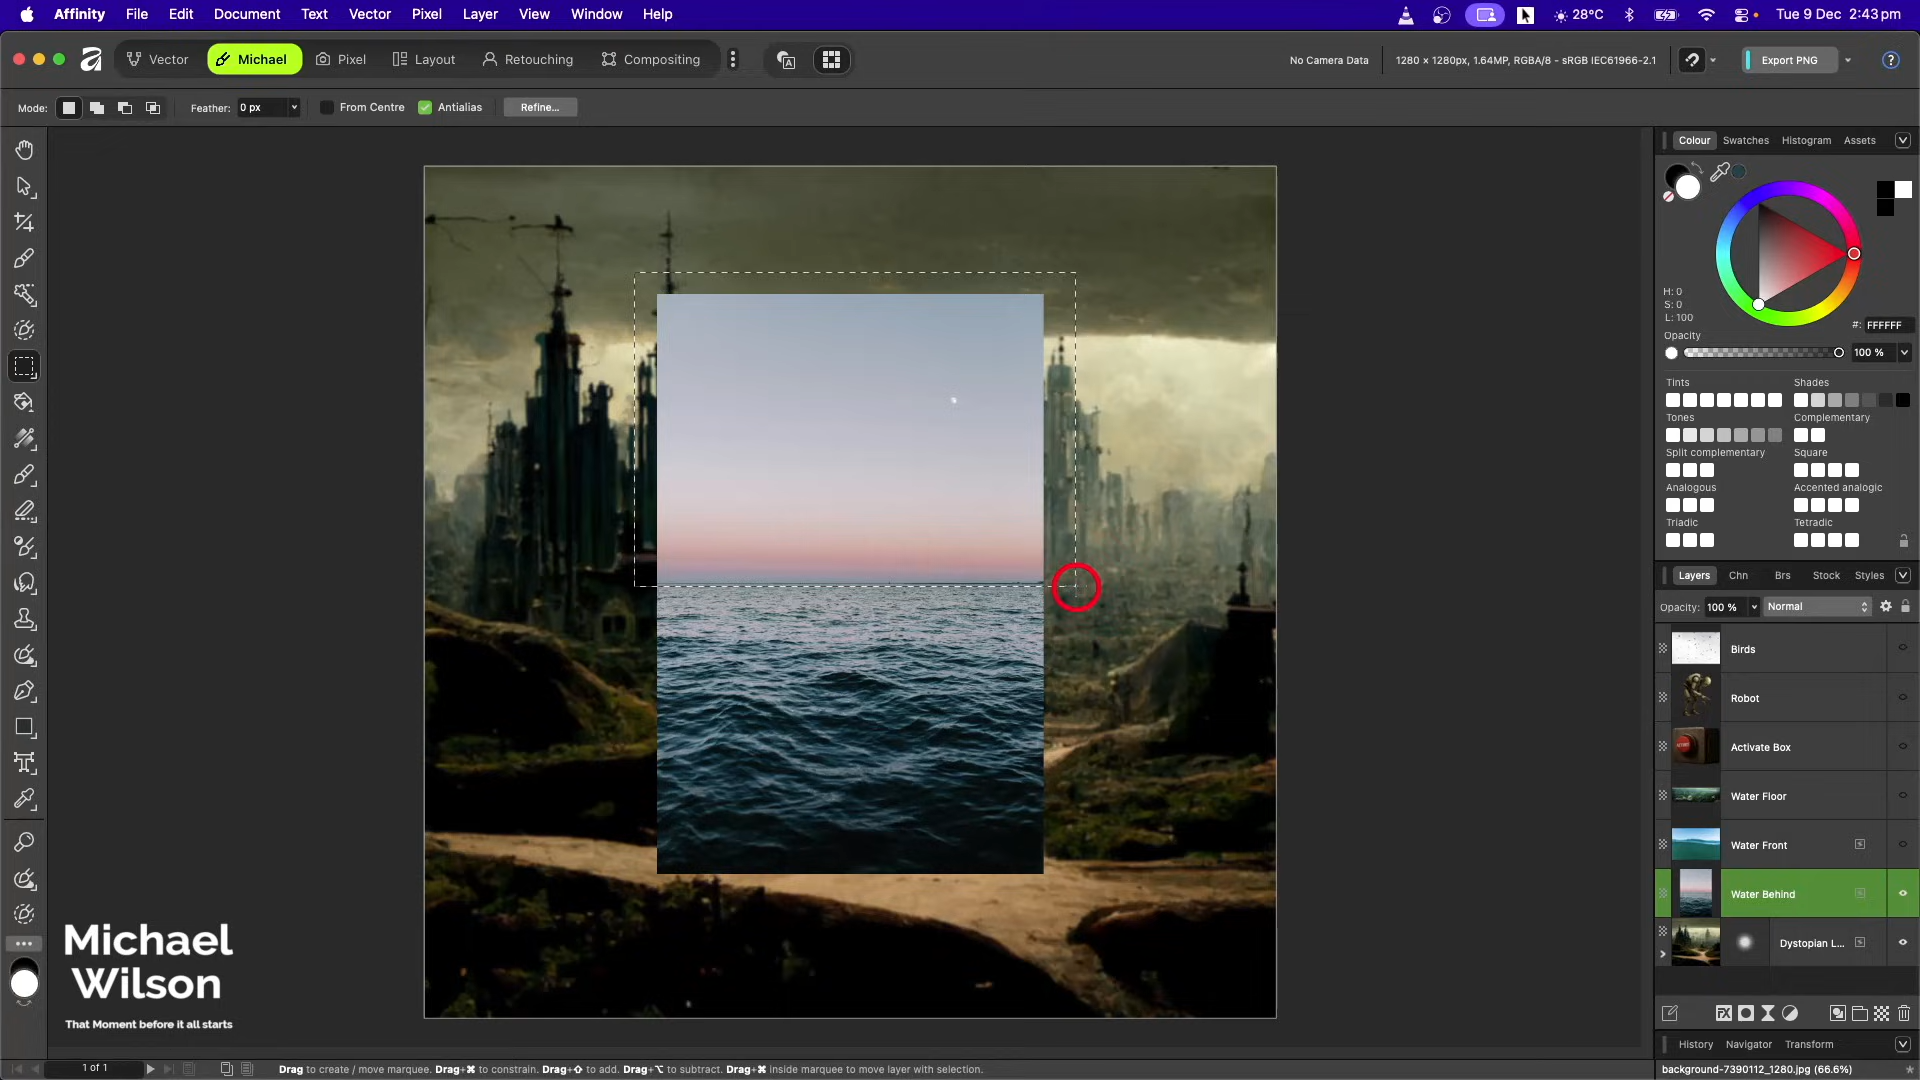 Affinity File Edit Document Text Vector Pixel Layer View Window Help 28°C Tue 9 Dec 2:43 pm
Vector Michael Pixel Layout Retouching Compositing No Camera Data 1280 x 1280px, 1.64MP, RGBA/8 - sRGB IEC61966-2.1 Export PNG ?
Mode: Feather: 0 px From Centre Antialias Refine...
Colour Swatches Histogram Assets
H: 0
S: 0
L: 100
#: FFFFFF
Opacity
100 %
Tints Shades
Tones Complementary
Split complementary Square
Analogous Accented analogic
Triadic Tetradic
Layers Chn Brs Stock Styles
Opacity: 100 % Normal
Birds
Robot
Activate Box
Water Floor
Water Front
Water Behind
Dystopian L...
Michael
Wilson
That Moment before it all starts
FX
History Navigator Transform
1 of 1 Drag to create / move marquee. Drag+⌘ to constrain. Drag+⇧ to add. Drag+⌥ to subtract. Drag+⌘ inside marquee to move layer with selection. background-7390112_1280.jpg (66.6%)